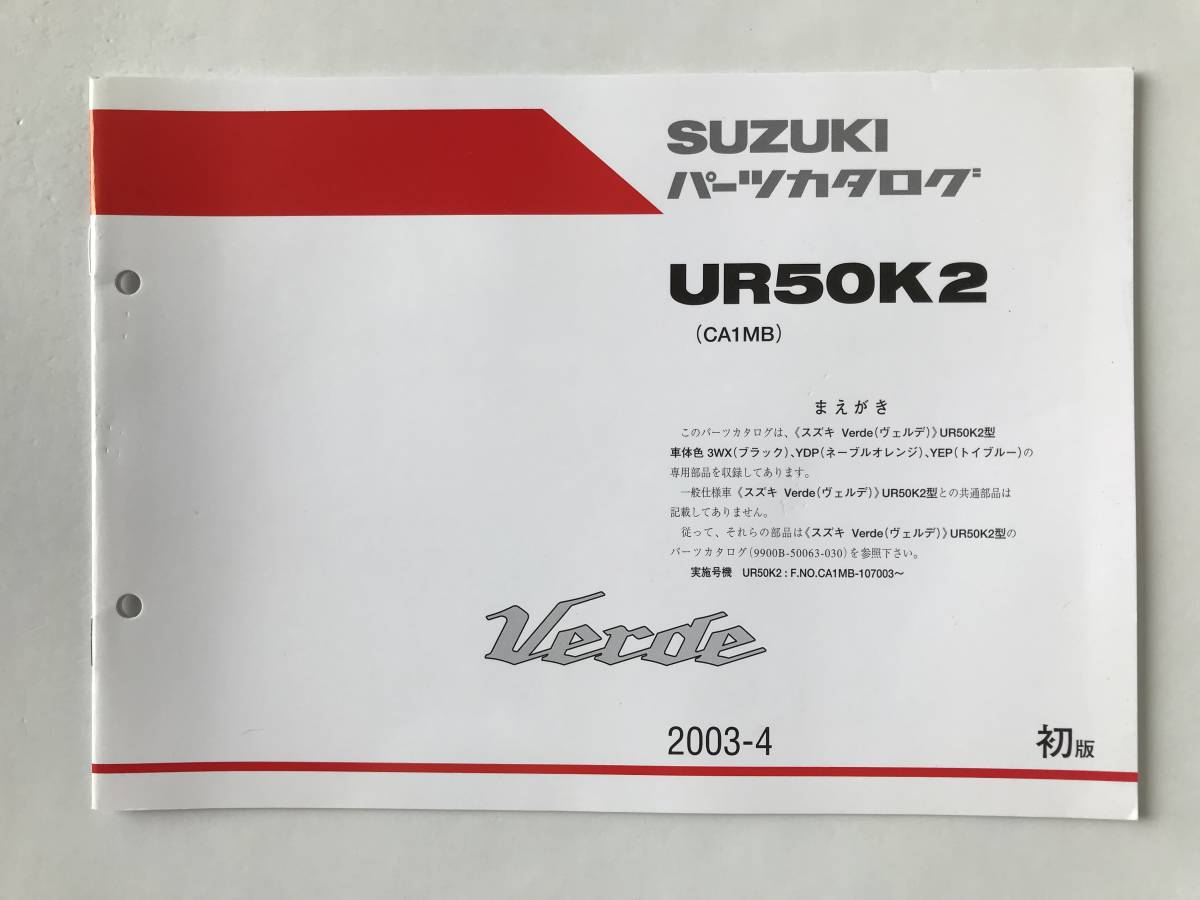 SUZUKI
パーツカタログ
UR50K2
(CA1MB)
まえがき
このパーツカタログは、《スズキ Verde(ヴェルデ)》UR50K2型
車体色 3WX(ブラック)、YDP(ネーブルオレンジ)、YEP(トイブルー)の
専用部品を収録してあります。
一般仕様車《スズキ Verde(ヴェルデ)》UR50K2型との共通部品は
記載してありません。
従って、それらの部品は《スズキ Verde(ヴェルデ)》UR50K2型の
パーツカタログ(9900B-50063-030)を参照下さい。
実施号機 UR50K2:F.NO.CA1MB-107003〜
Verde
2003-4 初版